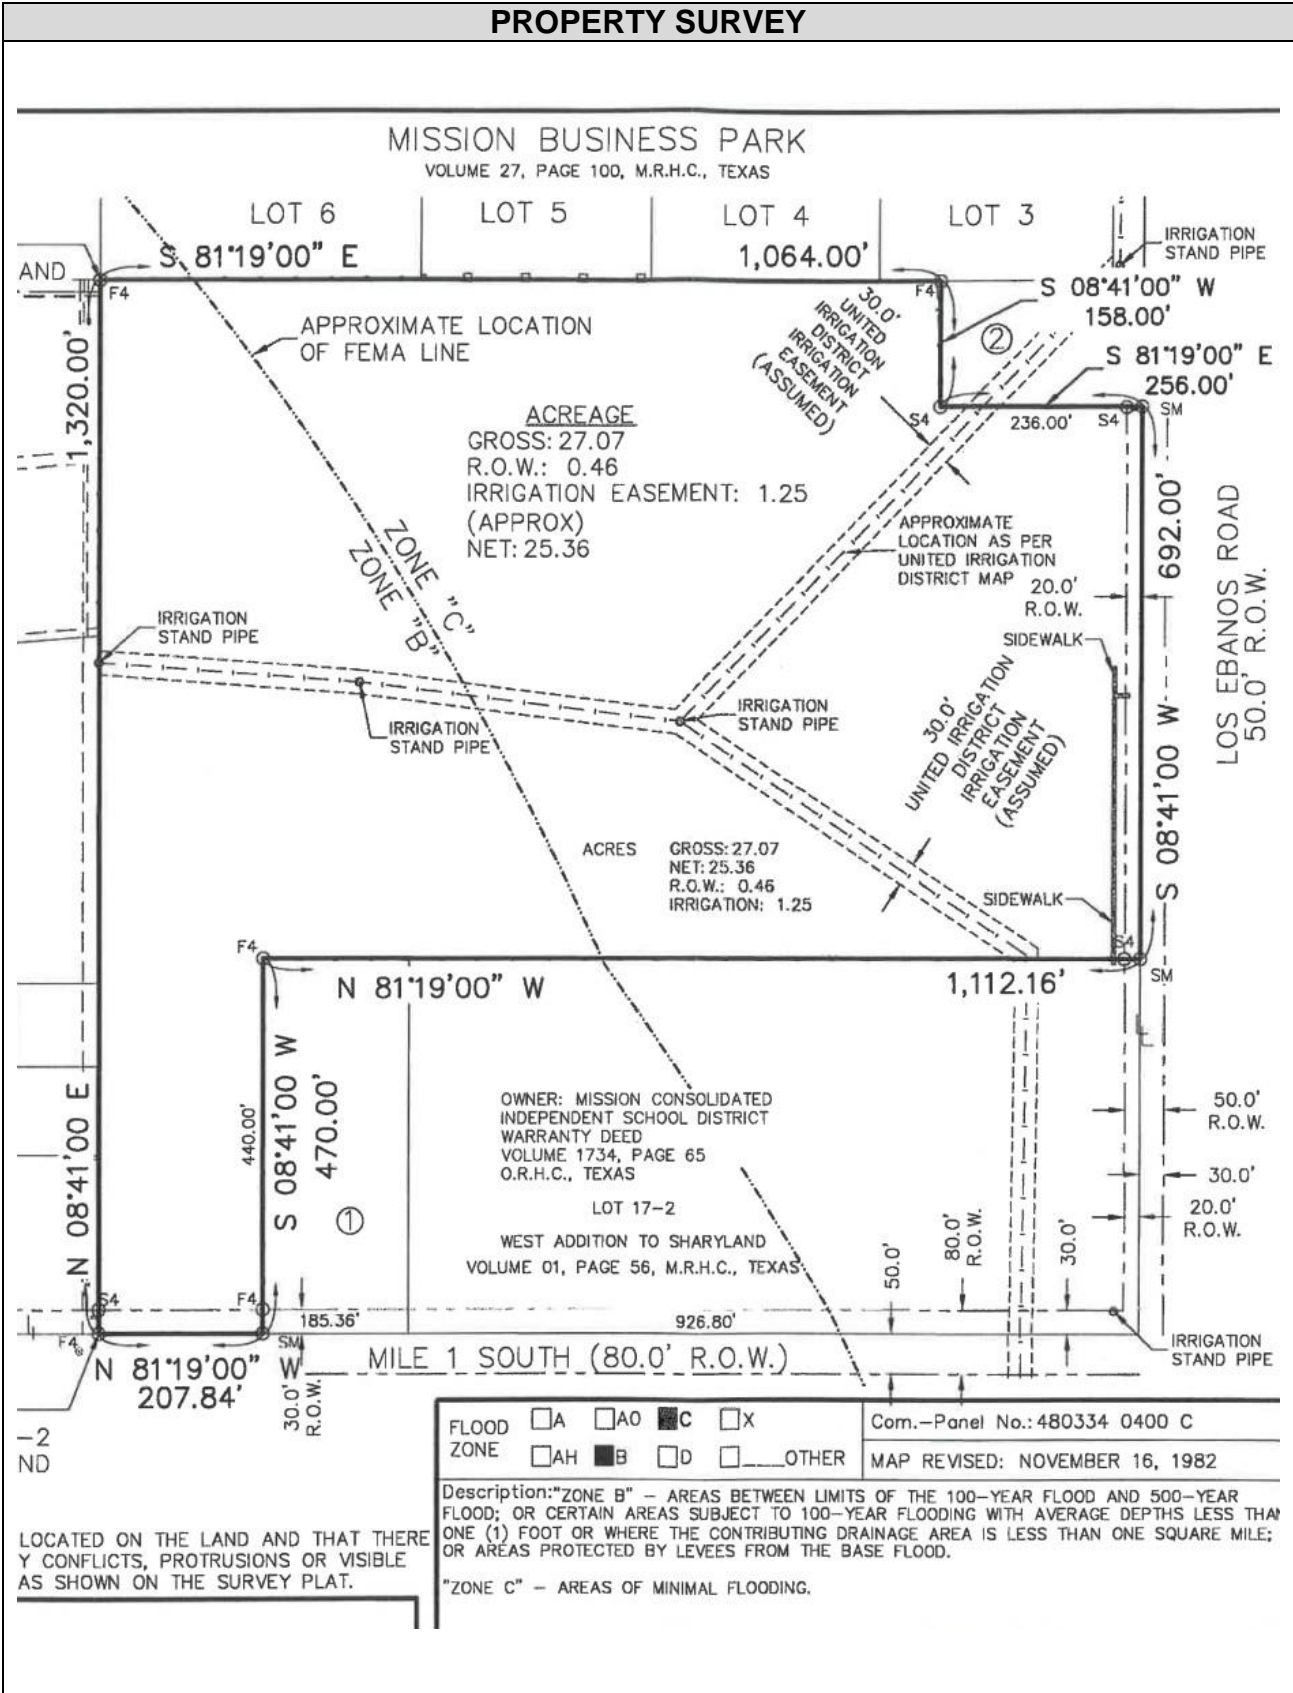 PROPERTY SURVEY
MISSION BUSINESS PARK
VOLUME 27, PAGE 100, M.R.H.C., TEXAS
LOT 6
LOT 5
LOT 4
LOT 3
IRRIGATION
STAND PIPE
AND
S 81°19'00" E
1,064.00'
F4
F4
S 08°41'00" W
158.00'
30.0'
UNITED
IRRIGATION
DISTRICT
IRRIGATION
EASEMENT
(ASSUMED)
②
APPROXIMATE LOCATION
OF FEMA LINE
S 81°19'00" E
256.00'
1,320.00'
S4
236.00'
S4
SM
ACREAGE
GROSS: 27.07
R.O.W.: 0.46
IRRIGATION EASEMENT: 1.25
(APPROX)
NET: 25.36
692.00'
LOS EBANOS ROAD
50.0' R.O.W.
APPROXIMATE
LOCATION AS PER
UNITED IRRIGATION
DISTRICT MAP
ZONE "C"
ZONE "B"
20.0'
R.O.W.
IRRIGATION
STAND PIPE
SIDEWALK
IRRIGATION
STAND PIPE
IRRIGATION
STAND PIPE
30.0'
UNITED IRRIGATION
DISTRICT
IRRIGATION
EASEMENT
(ASSUMED)
S 08°41'00 W
ACRES
GROSS: 27.07
NET: 25.36
R.O.W.: 0.46
IRRIGATION: 1.25
SIDEWALK
F4
S4
N 81°19'00" W
1,112.16'
SM
N 08°41'00 E
440.00'
S 08°41'00 W
470.00'
①
OWNER: MISSION CONSOLIDATED
INDEPENDENT SCHOOL DISTRICT
WARRANTY DEED
VOLUME 1734, PAGE 65
O.R.H.C., TEXAS
LOT 17-2
WEST ADDITION TO SHARYLAND
VOLUME 01, PAGE 56, M.R.H.C., TEXAS
50.0'
R.O.W.
30.0'
20.0'
R.O.W.
50.0'
80.0'
R.O.W.
30.0'
S4
F4
185.36'
926.80'
F4
SM
N 81°19'00" W
207.84'
30.0'
R.O.W.
MILE 1 SOUTH (80.0' R.O.W.)
IRRIGATION
STAND PIPE
-2
ND
FLOOD
ZONE
A
AO
C
X
AH
B
D
___OTHER
Com.-Panel No.: 480334 0400 C
MAP REVISED: NOVEMBER 16, 1982
Description:"ZONE B" - AREAS BETWEEN LIMITS OF THE 100-YEAR FLOOD AND 500-YEAR
FLOOD; OR CERTAIN AREAS SUBJECT TO 100-YEAR FLOODING WITH AVERAGE DEPTHS LESS THAN
ONE (1) FOOT OR WHERE THE CONTRIBUTING DRAINAGE AREA IS LESS THAN ONE SQUARE MILE;
OR AREAS PROTECTED BY LEVEES FROM THE BASE FLOOD.
"ZONE C" - AREAS OF MINIMAL FLOODING.
LOCATED ON THE LAND AND THAT THERE
Y CONFLICTS, PROTRUSIONS OR VISIBLE
AS SHOWN ON THE SURVEY PLAT.